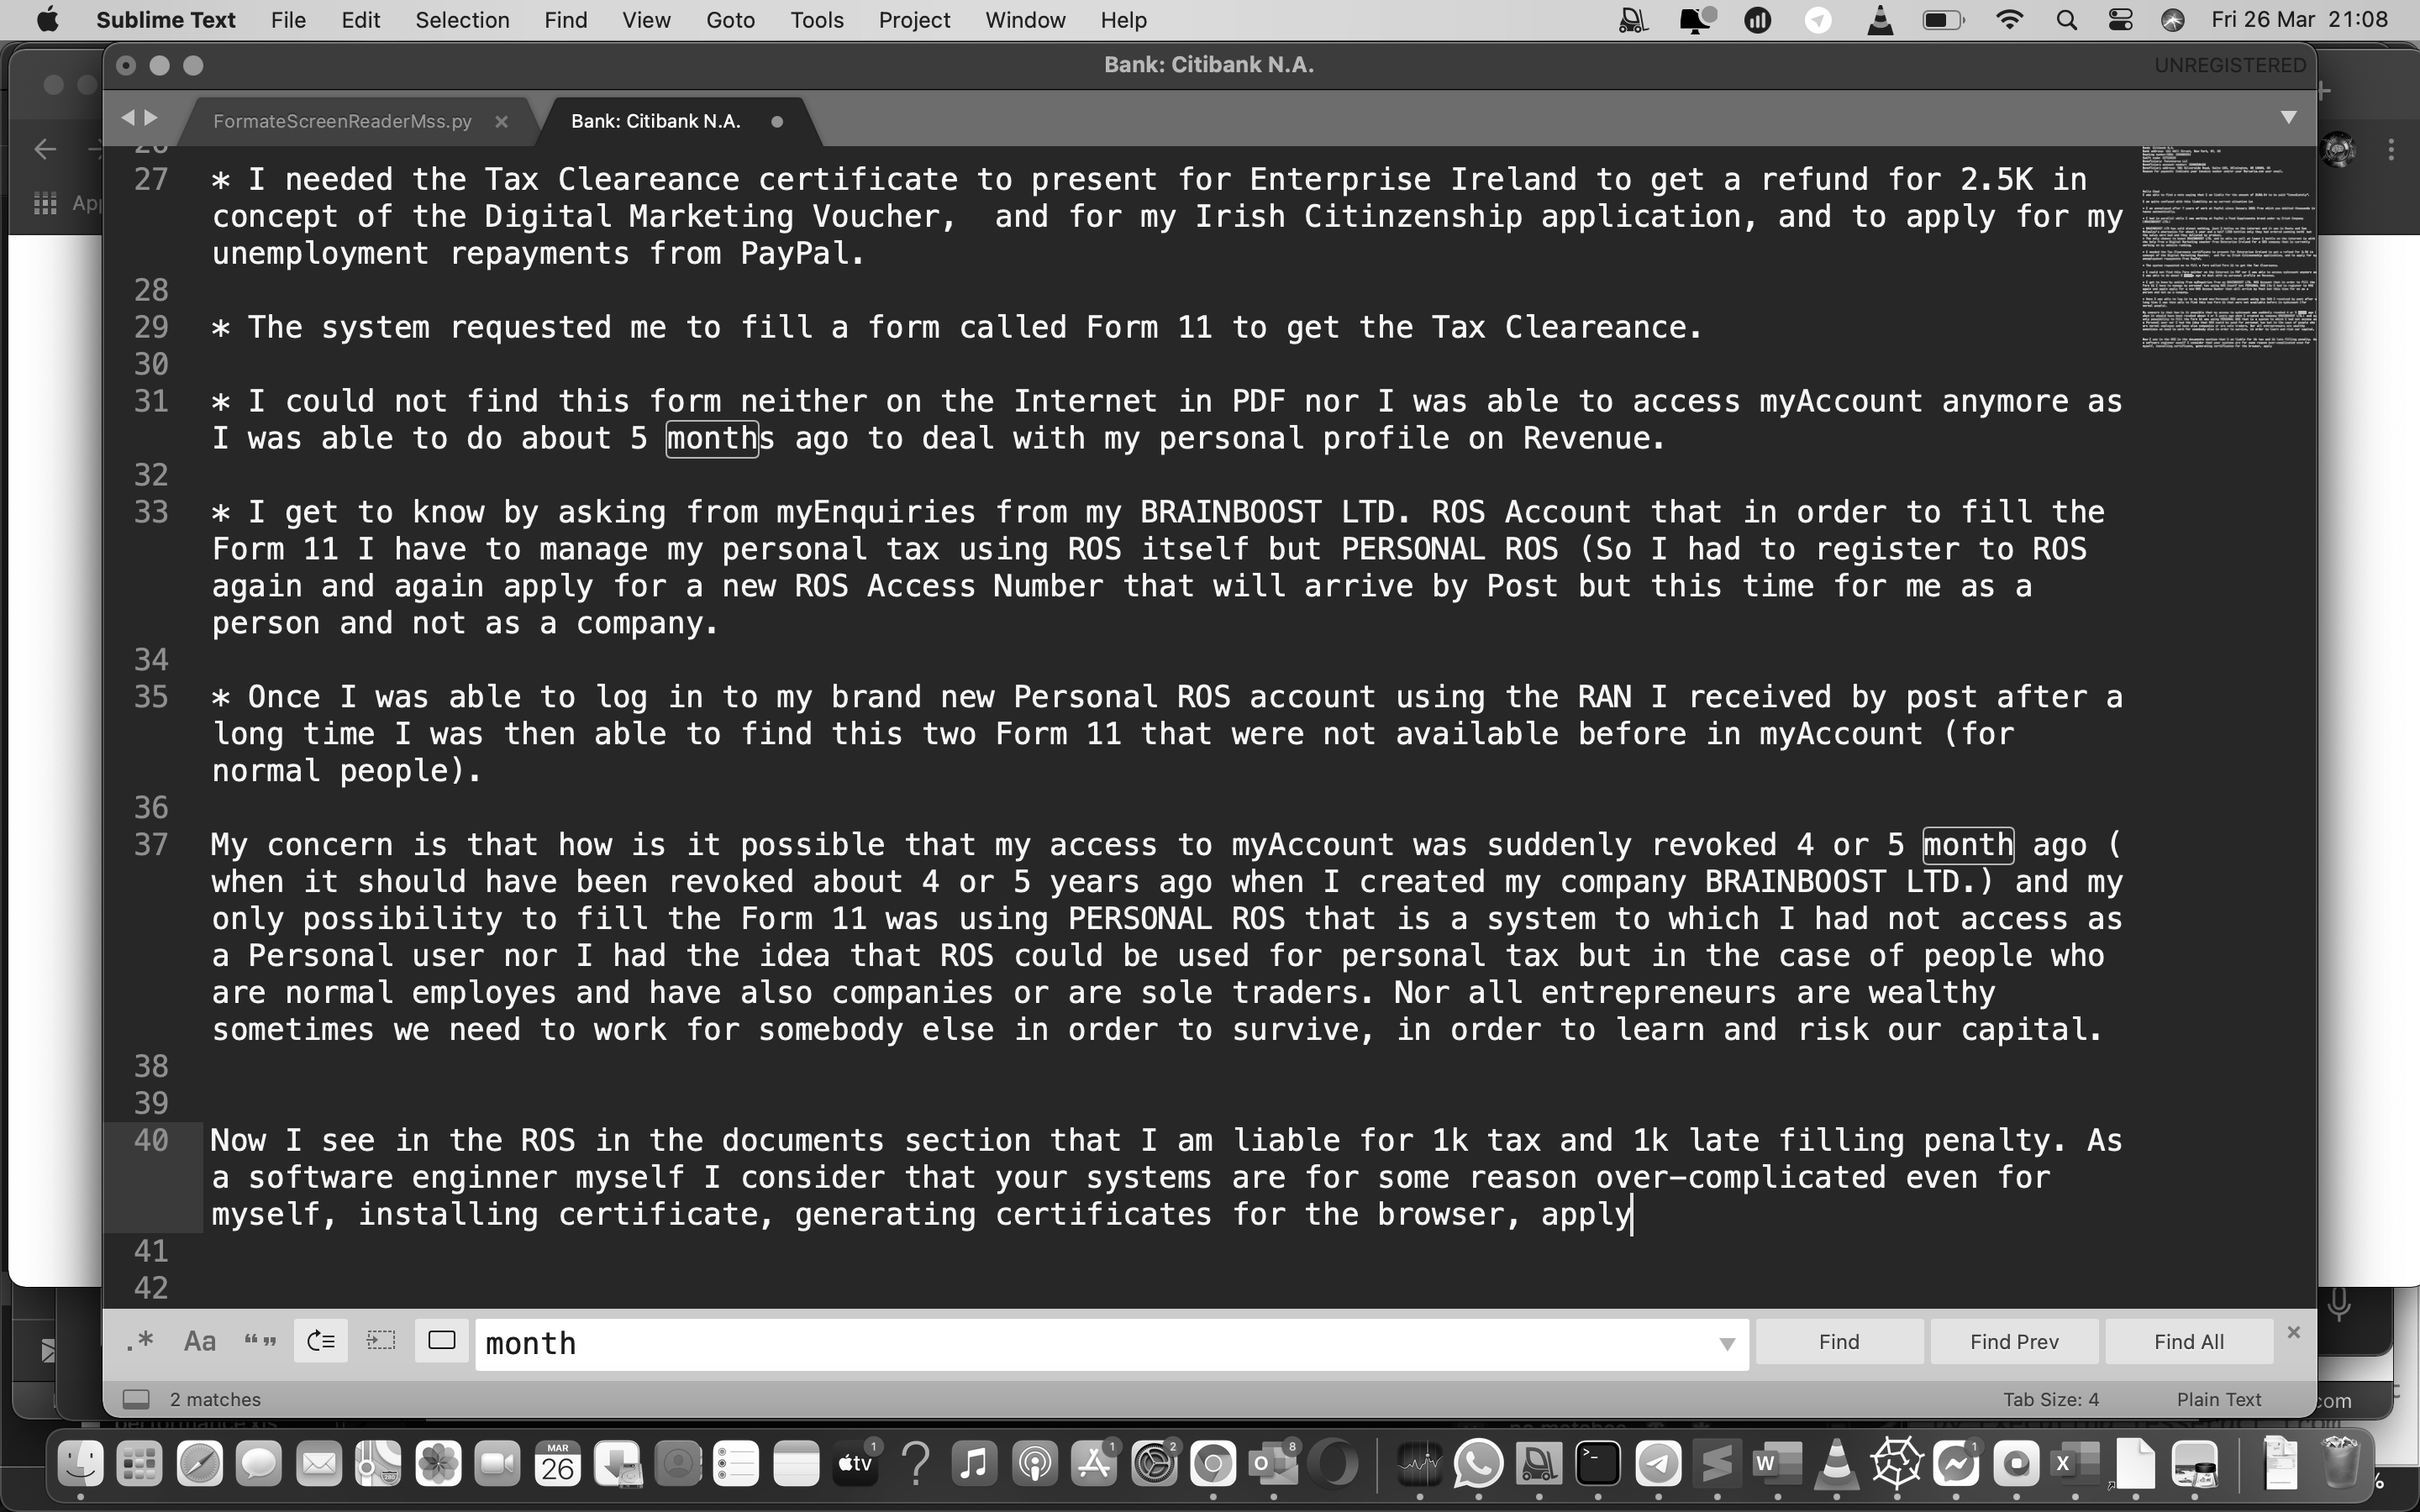 Sublime Text File Edit Selection Find View Goto Tools Project Window Help Fri 26 Mar 21:08
Bank: Citibank N.A. UNREGISTERED
FormateScreenReaderMss.py Bank: Citibank N.A.
26
27 * I needed the Tax Cleareance certificate to present for Enterprise Ireland to get a refund for 2.5K in
concept of the Digital Marketing Voucher,  and for my Irish Citinzenship application, and to apply for my
unemployment repayments from PayPal.
28
29 * The system requested me to fill a form called Form 11 to get the Tax Cleareance.
30
31 * I could not find this form neither on the Internet in PDF nor I was able to access myAccount anymore as
I was able to do about 5 months ago to deal with my personal profile on Revenue.
32
33 * I get to know by asking from myEnquiries from my BRAINBOOST LTD. ROS Account that in order to fill the
Form 11 I have to manage my personal tax using ROS itself but PERSONAL ROS (So I had to register to ROS
again and again apply for a new ROS Access Number that will arrive by Post but this time for me as a
person and not as a company.
34
35 * Once I was able to log in to my brand new Personal ROS account using the RAN I received by post after a
long time I was then able to find this two Form 11 that were not available before in myAccount (for
normal people).
36
37 My concern is that how is it possible that my access to myAccount was suddenly revoked 4 or 5 month ago (
when it should have been revoked about 4 or 5 years ago when I created my company BRAINBOOST LTD.) and my
only possibility to fill the Form 11 was using PERSONAL ROS that is a system to which I had not access as
a Personal user nor I had the idea that ROS could be used for personal tax but in the case of people who
are normal employes and have also companies or are sole traders. Nor all entrepreneurs are wealthy
sometimes we need to work for somebody else in order to survive, in order to learn and risk our capital.
38
39
40 Now I see in the ROS in the documents section that I am liable for 1k tax and 1k late filling penalty. As
a software enginner myself I consider that your systems are for some reason over-complicated even for
myself, installing certificate, generating certificates for the browser, apply
41
42
.* Aa “” month Find Find Prev Find All
2 matches Tab Size: 4 Plain Text
MAR
26
tv